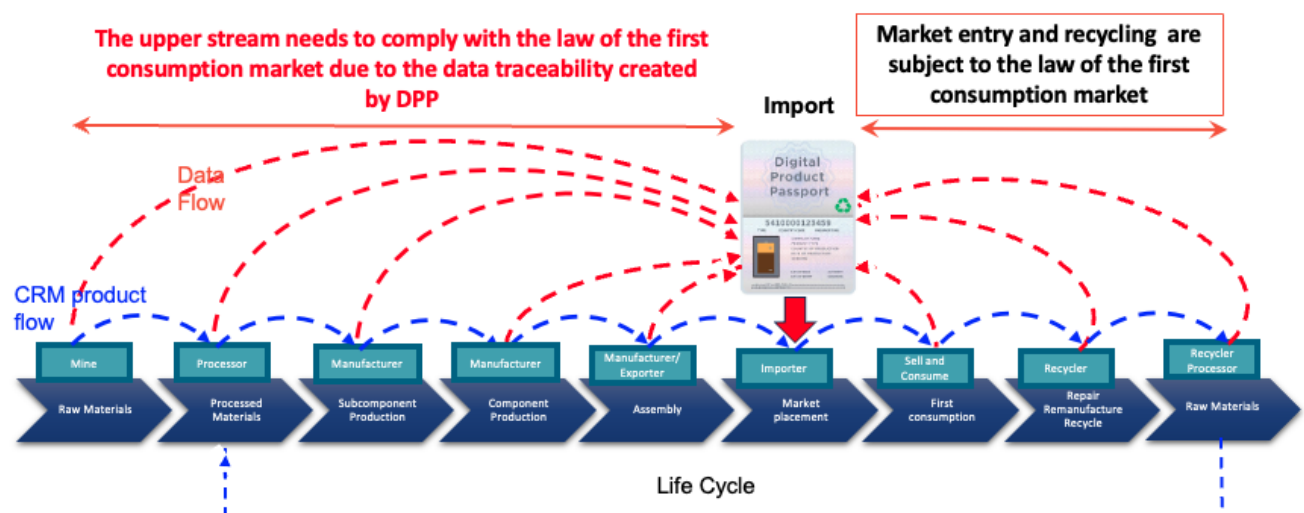 The upper stream needs to comply with the law of the first
consumption market due to the data traceability created
by DPP
Market entry and recycling are
subject to the law of the first
consumption market
Import
Data
Flow
Digital
Product
Passport
CRM product
flow
Mine
Processor
Manufacturer
Manufacturer
Manufacturer/
Exporter
Importer
Sell and
Consume
Recycler
Recycler
Processor
Raw Materials
Processed
Materials
Subcomponent
Production
Component
Production
Assembly
Market
placement
First
consumption
Repair
Remanufacture
Recycle
Raw Materials
Life Cycle